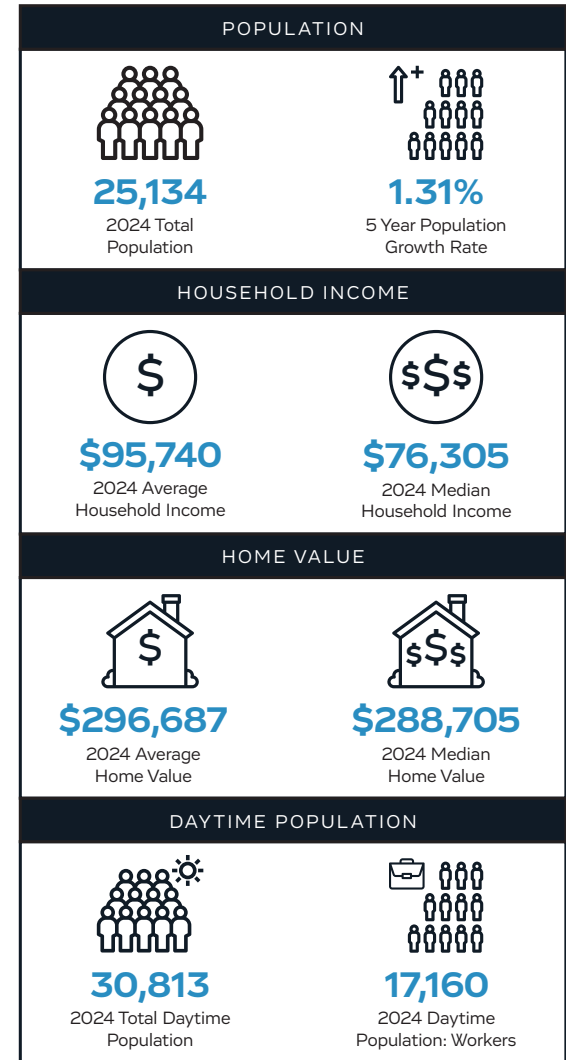 POPULATION
25,134
2024 Total
Population
1.31%
5 Year Population
Growth Rate
HOUSEHOLD INCOME
$
$95,740
2024 Average
Household Income
$$$
$76,305
2024 Median
Household Income
HOME VALUE
$
$296,687
2024 Average
Home Value
$$$
$288,705
2024 Median
Home Value
DAYTIME POPULATION
30,813
2024 Total Daytime
Population
17,160
2024 Daytime
Population: Workers